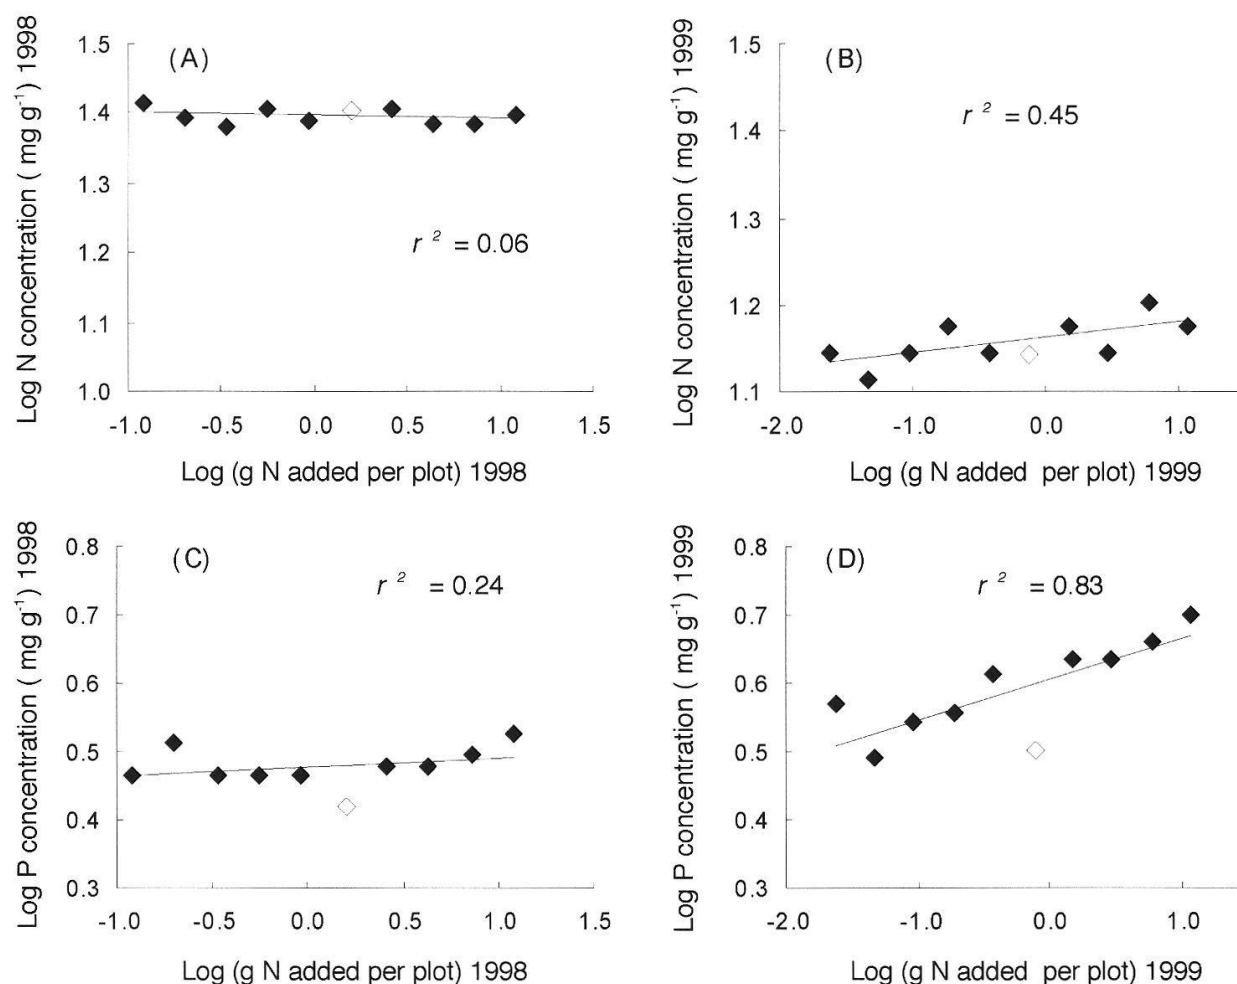 Log N concentration ( mg g⁻¹) 1998
(A)
1.5
1.4
1.3
1.2
1.1
1.0
r ² = 0.06
-1.0 -0.5 0.0 0.5 1.0 1.5
Log (g N added per plot) 1998
Log N concentration ( mg g⁻¹) 1999
(B)
1.5
1.4
1.3
1.2
1.1
r ² = 0.45
-2.0 -1.0 0.0 1.0
Log (g N added per plot) 1999
Log P concentration ( mg g⁻¹) 1998
(C)
0.8
0.7
0.6
0.5
0.4
0.3
r ² = 0.24
-1.0 -0.5 0.0 0.5 1.0 1.5
Log (g N added per plot) 1998
Log P concentration ( mg g⁻¹) 1999
(D)
0.8
0.7
0.6
0.5
0.4
0.3
r ² = 0.83
-2.0 -1.0 0.0 1.0
Log (g N added per plot) 1999